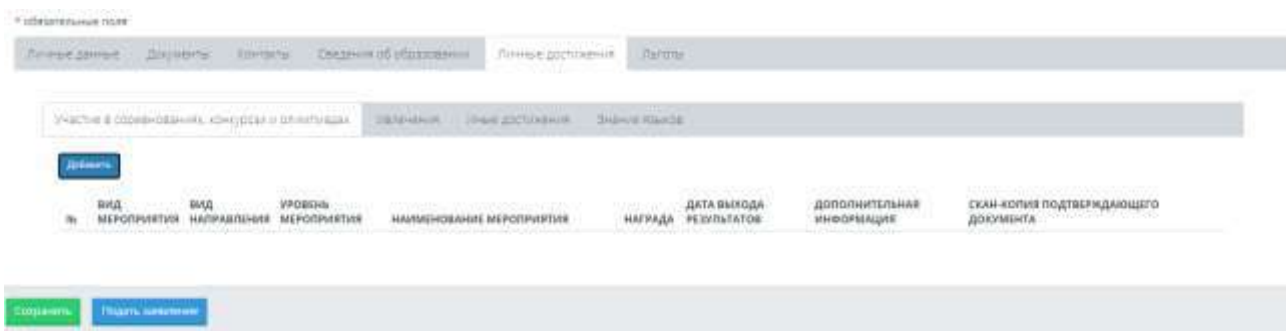 * обязательные поля
Личные данные Документы Контакты Сведения об образовании Личные достижения Льготы
Участие в соревнованиях, конкурсах и олимпиадах Увлечения Иные достижения Знание языков
Добавить
№ ВИД МЕРОПРИЯТИЯ ВИД НАПРАВЛЕНИЯ УРОВЕНЬ МЕРОПРИЯТИЯ НАИМЕНОВАНИЕ МЕРОПРИЯТИЯ НАГРАДА ДАТА ВЫХОДА РЕЗУЛЬТАТОВ ДОПОЛНИТЕЛЬНАЯ ИНФОРМАЦИЯ СКАН-КОПИЯ ПОДТВЕРЖДАЮЩЕГО ДОКУМЕНТА
Сохранить Подать заявление